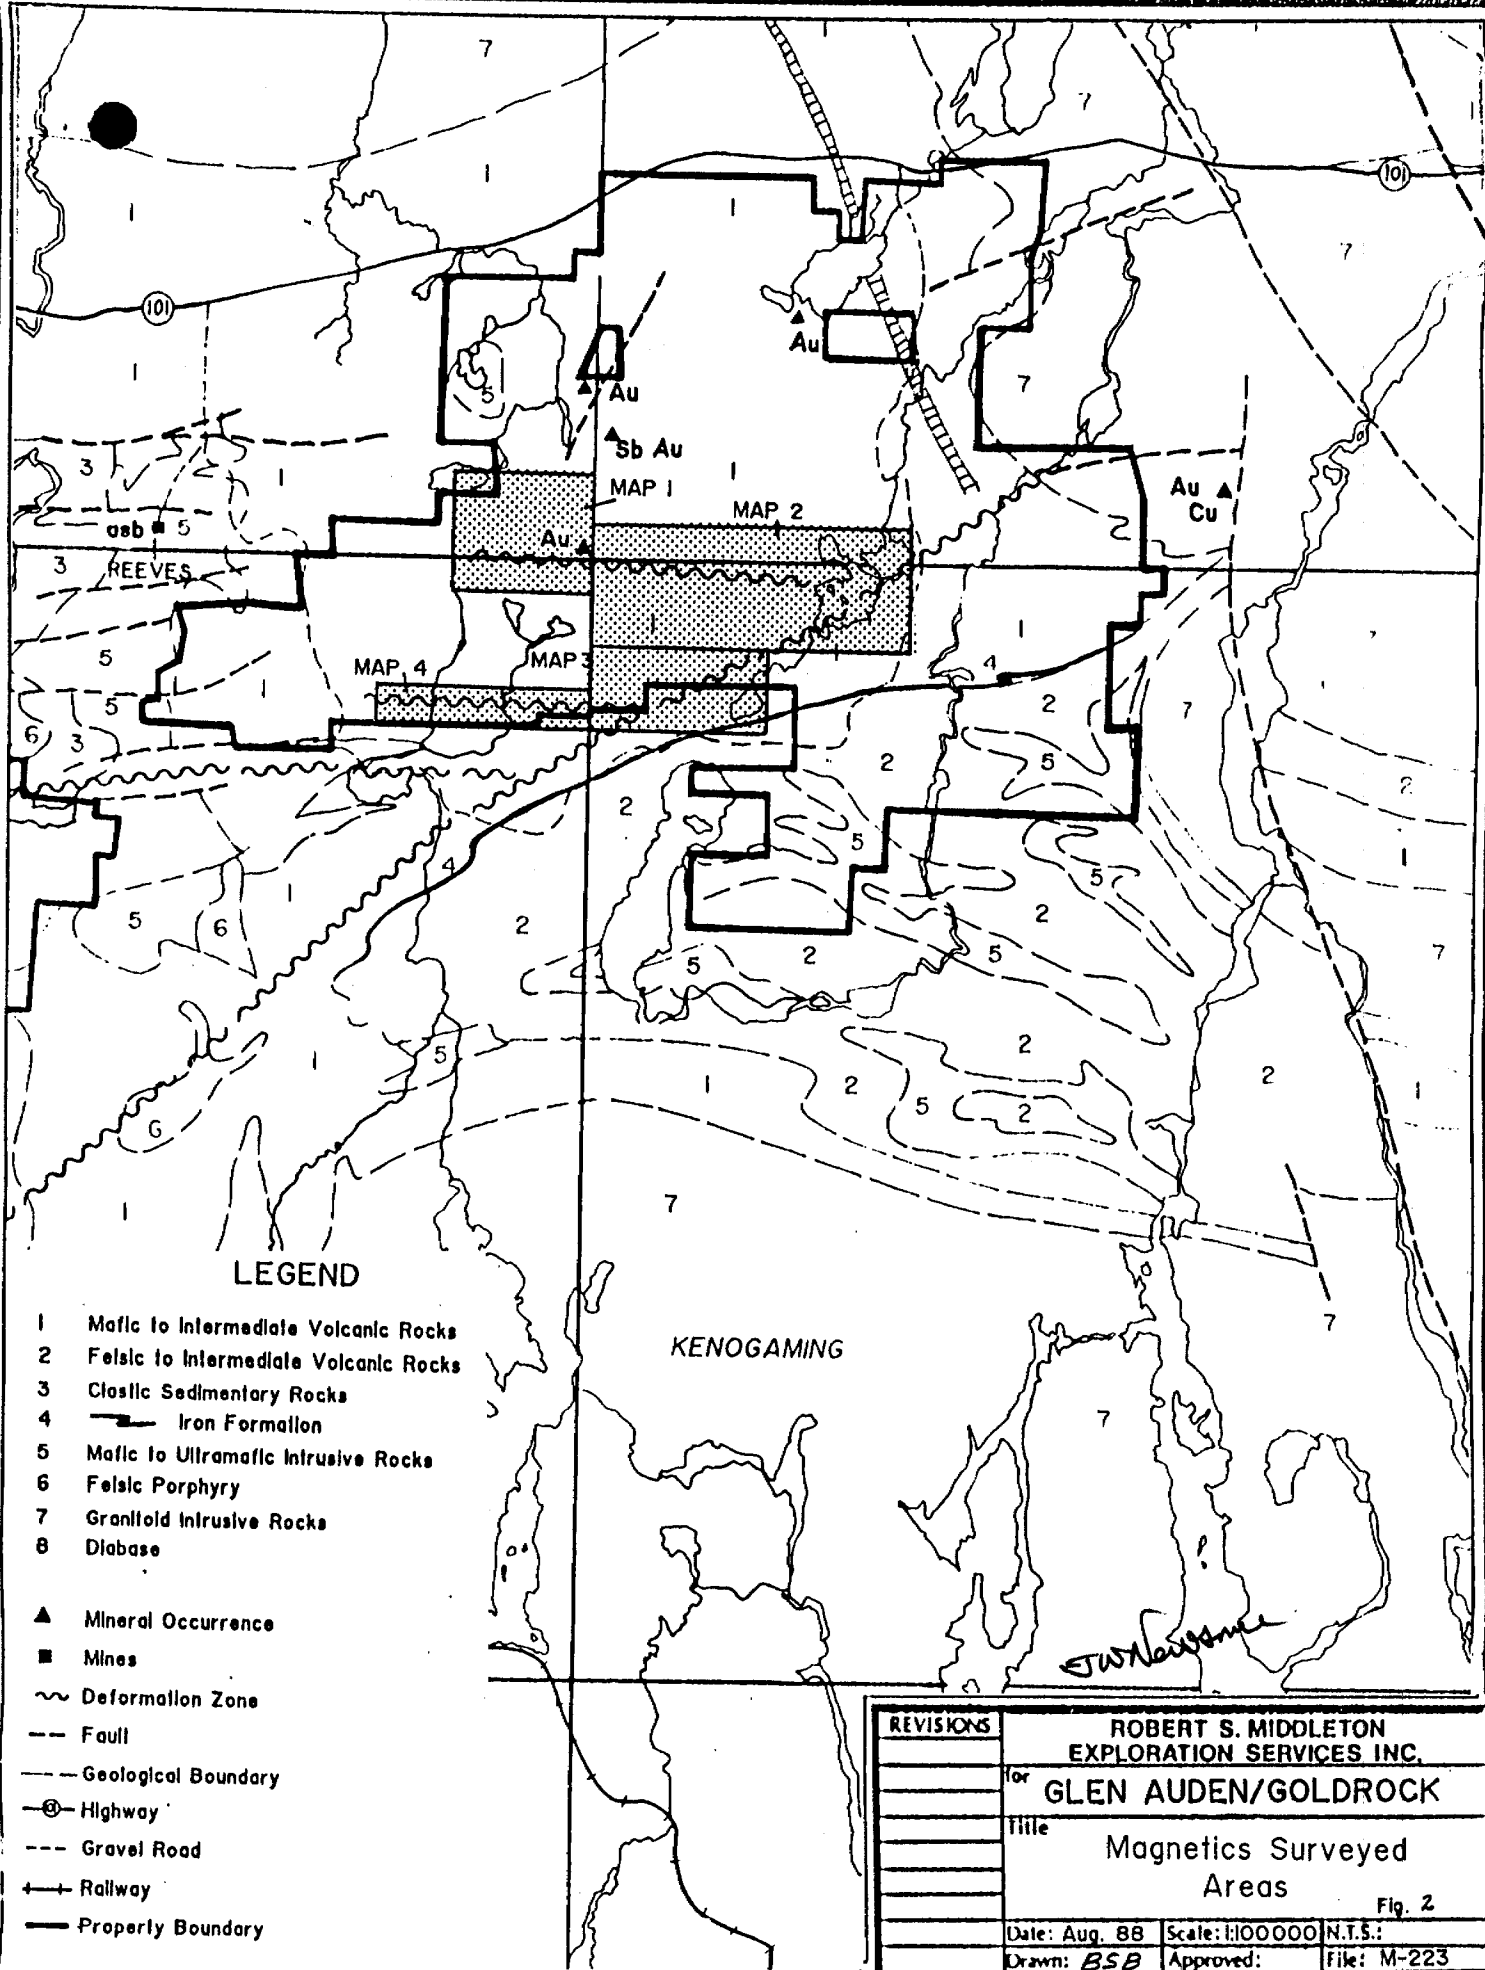 7
7
1
1
101
1
7
101
1
Au
Au
5
7
Sb Au
3
1
1
MAP 1
MAP 2
Au
Cu
asb
5
Au
3
REEVES
1
1
5
MAP 4
MAP 3
1
4
1
5
2
7
6
3
2
5
2
2
5
4
1
1
5
5
6
2
2
5
2
5
7
5
1
2
2
1
1
2
5
2
6
7
1
LEGEND
1 Mafic to Intermediate Volcanic Rocks
2 Felsic to Intermediate Volcanic Rocks
3 Clastic Sedimentary Rocks
4 Iron Formation
5 Mafic to Ultramafic Intrusive Rocks
6 Felsic Porphyry
7 Granitoid Intrusive Rocks
8 Diabase
KENOGAMING
7
7
Mineral Occurrence
Mines
Deformation Zone
Fault
Geological Boundary
Highway
Gravel Road
Railway
Property Boundary
REVISIONS
ROBERT S. MIDDLETON
EXPLORATION SERVICES INC.
for GLEN AUDEN/GOLDROCK
Title
Magnetics Surveyed
Areas
Fig. 2
Date: Aug. 88 Scale: 1:100000 N.T.S.:
Drawn: BSB Approved: File: M-223